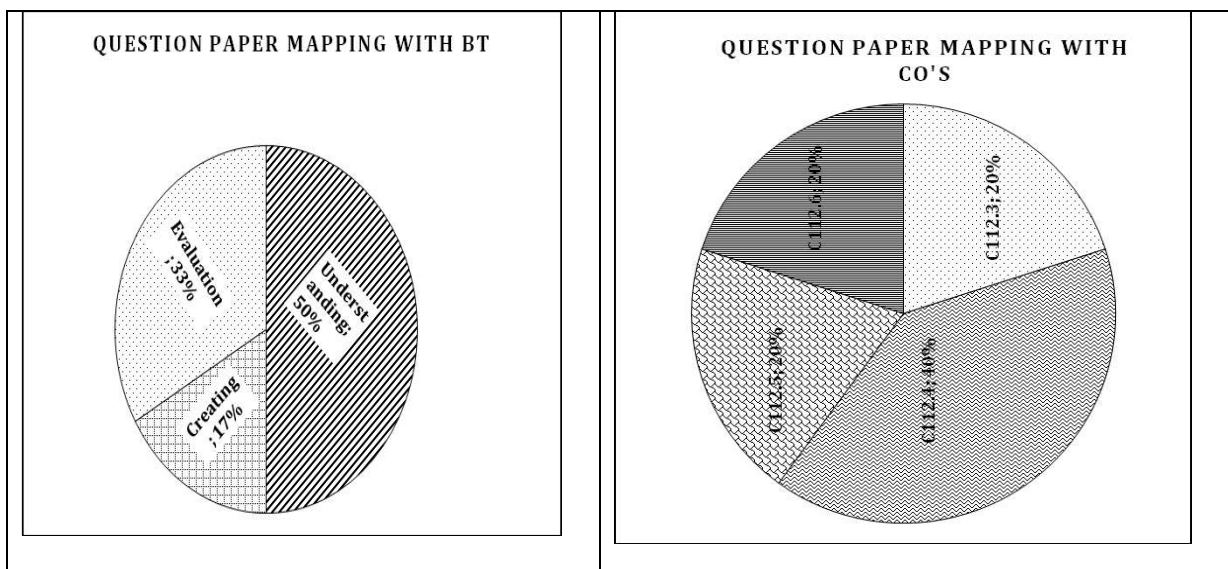 QUESTION PAPER MAPPING WITH BT
Evaluation
;33%
Underst
anding;
50%
Creating
;17%
QUESTION PAPER MAPPING WITH
CO'S
C112.6; 20%
C112.3; 20%
C112.5; 20%
C112.4; 40%